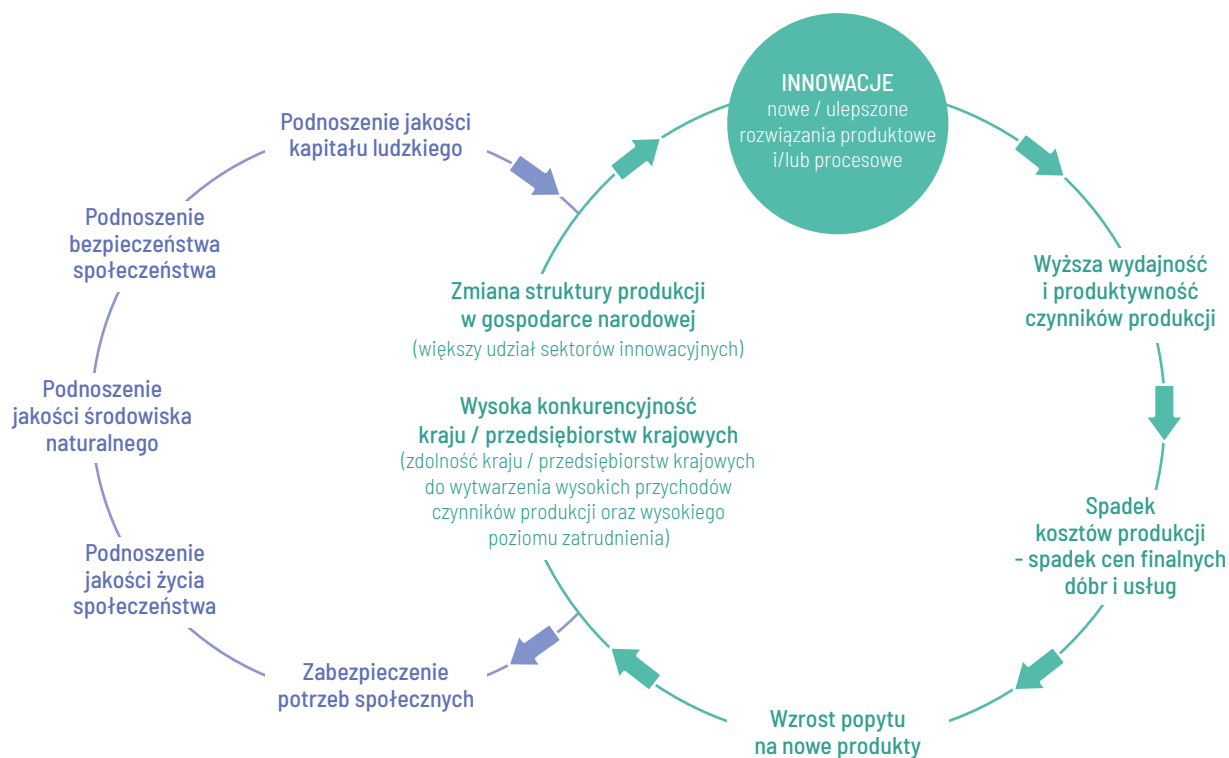 INNOWACJE
nowe / ulepszone
rozwiązania produktowe
i/lub procesowe
Wyższa wydajność
i produktywność
czynników produkcji
Spadek
kosztów produkcji
- spadek cen finalnych
dóbr i usług
Wzrost popytu
na nowe produkty
Wysoka konkurencyjność
kraju / przedsiębiorstw krajowych
(zdolność kraju / przedsiębiorstw krajowych
do wytwarzenia wysokich przychodów
czynników produkcji oraz wysokiego
poziomu zatrudnienia)
Zmiana struktury produkcji
w gospodarce narodowej
(większy udział sektorów innowacyjnych)
Zabezpieczenie
potrzeb społecznych
Podnoszenie
jakości życia
społeczeństwa
Podnoszenie
jakości środowiska
naturalnego
Podnoszenie
bezpieczeństwa
społeczeństwa
Podnoszenie jakości
kapitału ludzkiego